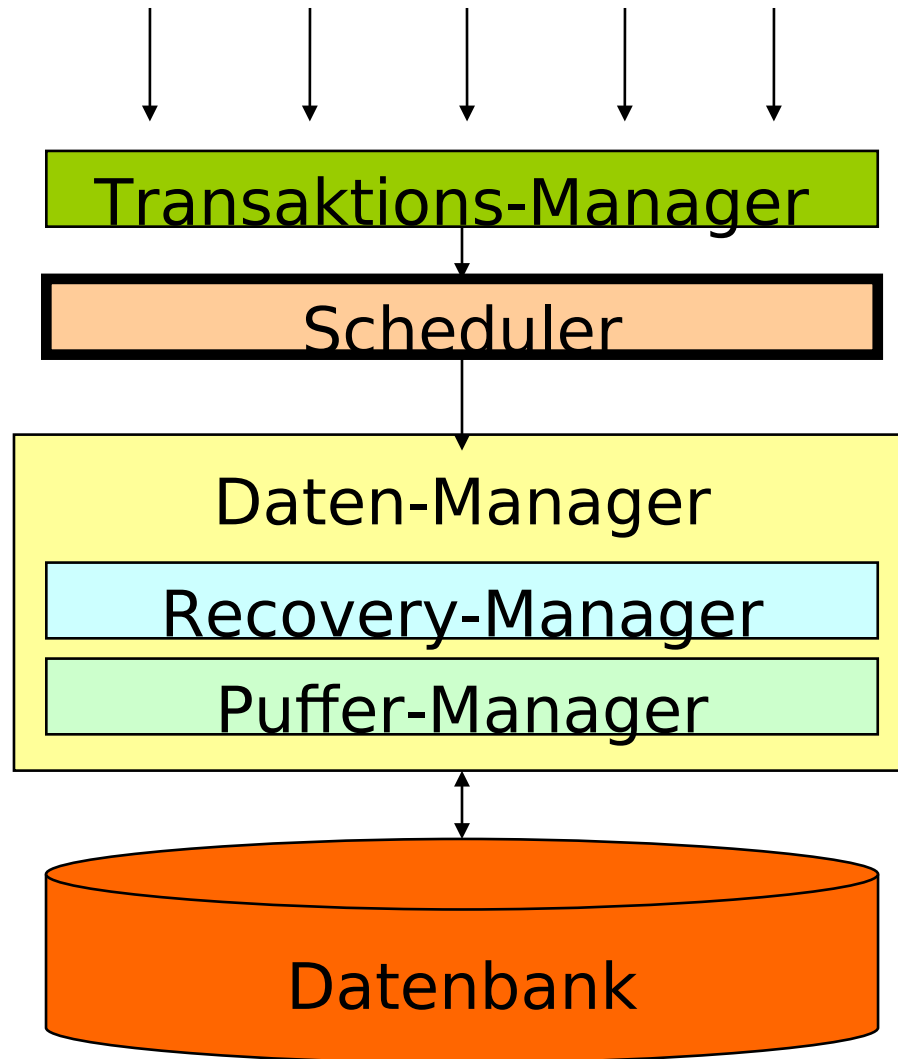 Transaktions-Manager
Scheduler
Daten-Manager
Recovery-Manager
Puffer-Manager
Datenbank